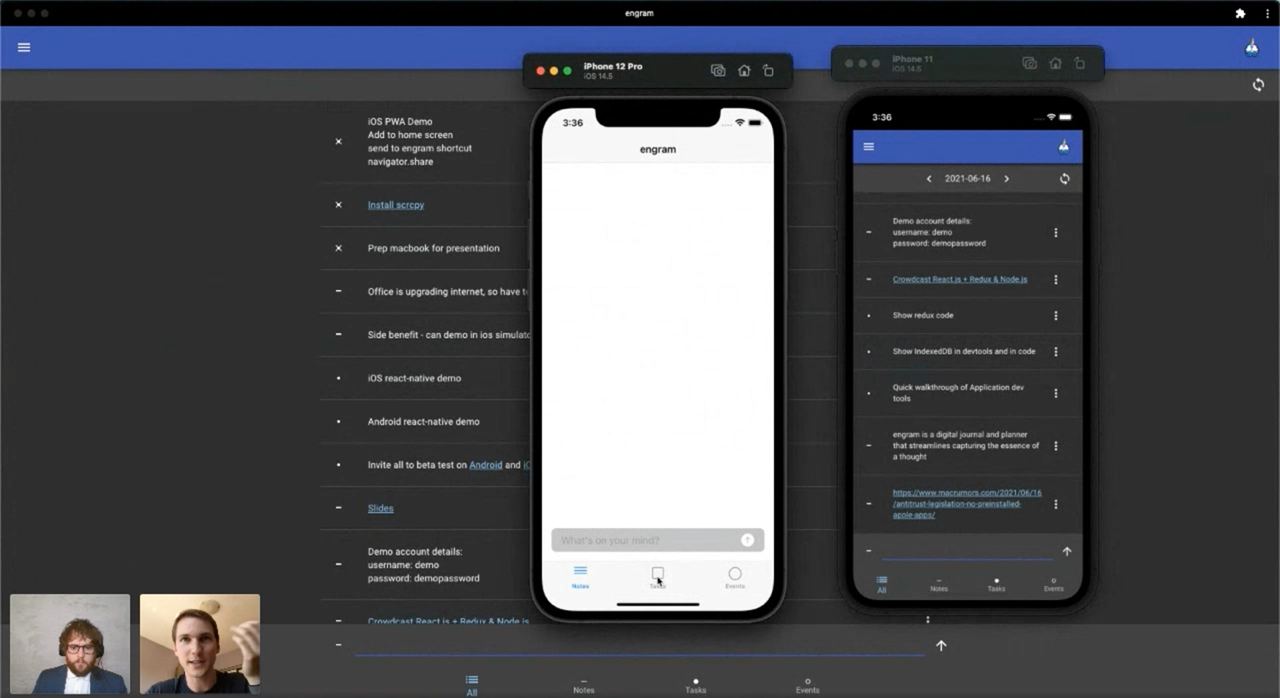 engram
iOS PWA Demo
Add to home screen
send to engram shortcut
navigator.share
× Install scrcpy
× Prep macbook for presentation
– Office is upgrading internet, so have
– Side benefit - can demo in ios
• iOS react-native demo
• Android react-native demo
• Invite all to beta test on Android and
– Slides
– Demo account details:
username: demo
password: demopassword
Crowdcast React.js + Redux & Node.js
All
– Notes
• Tasks
Events
iPhone 12 Pro
iOS 14.5
3:36
engram
What's on your mind?
Notes
Tasks
Events
iPhone 11
iOS 14.5
3:36
< 2021-06-16 >
– Demo account details:
username: demo
password: demopassword
– Crowdcast React.js + Redux & Node.js
• Show redux code
• Show IndexedDB in devtools and in code
• Quick walkthrough of Application dev
tools
– engram is a digital journal and planner
that streamlines capturing the essence of
a thought
– https://www.macrumors.com/2021/06/16
/antitrust-legislation-no-preinstalled-
apple-apps/
All
– Notes
• Tasks
Events